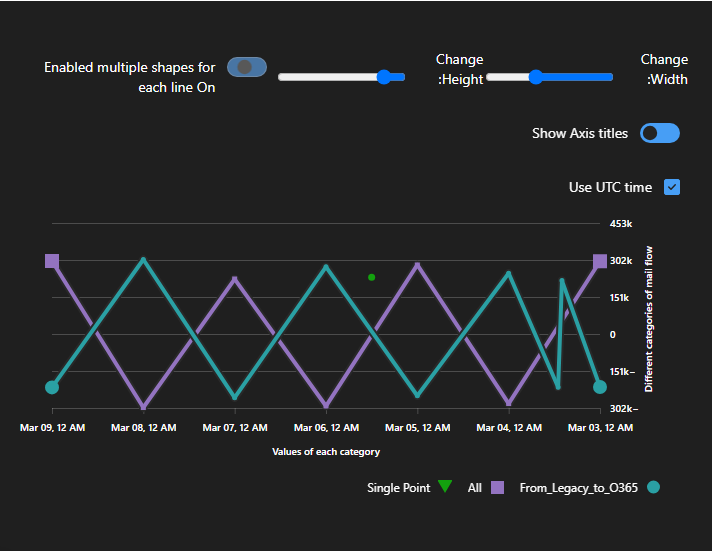 Enabled multiple shapes for
each line On
Change
:Height
Change
:Width
Show Axis titles
Use UTC time
453k
302k
151k
0
151k−
302k−
Different categories of mail flow
Mar 09, 12 AM
Mar 08, 12 AM
Mar 07, 12 AM
Mar 06, 12 AM
Mar 05, 12 AM
Mar 04, 12 AM
Mar 03, 12 AM
Values of each category
Single Point
All
From_Legacy_to_O365